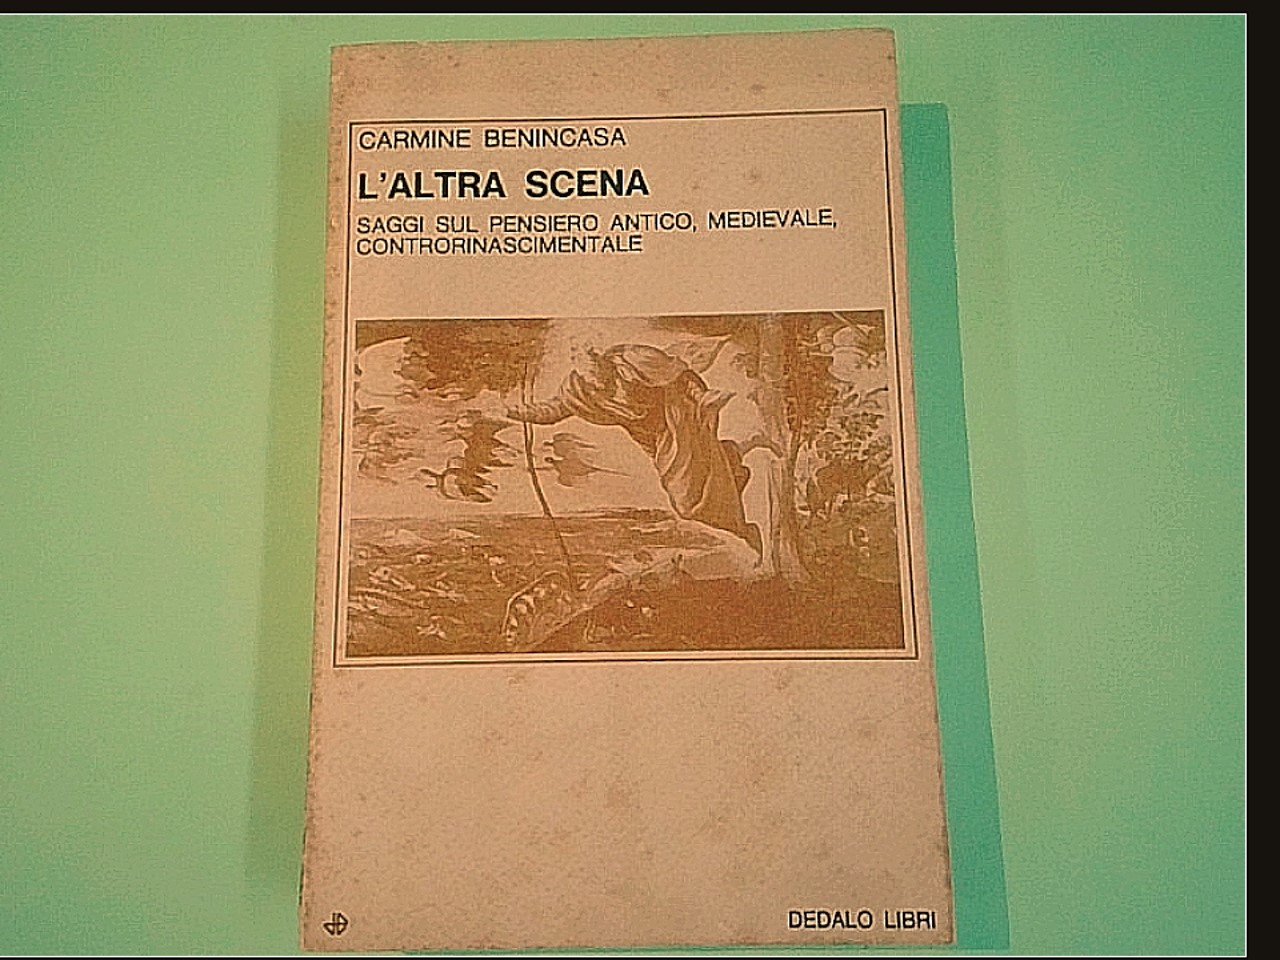 CARMINE BENINCASA
L'ALTRA SCENA
SAGGI SUL PENSIERO ANTICO, MEDIEVALE,
CONTRORINASCIMENTALE
DEDALO LIBRI